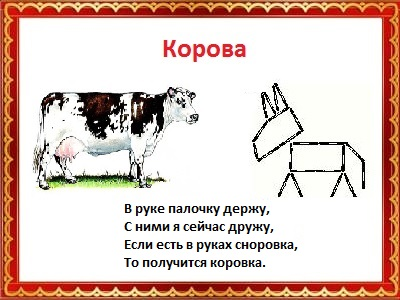 Корова
В руке палочку держу,
С ними я сейчас дружу,
Если есть в руках сноровка,
То получится коровка.